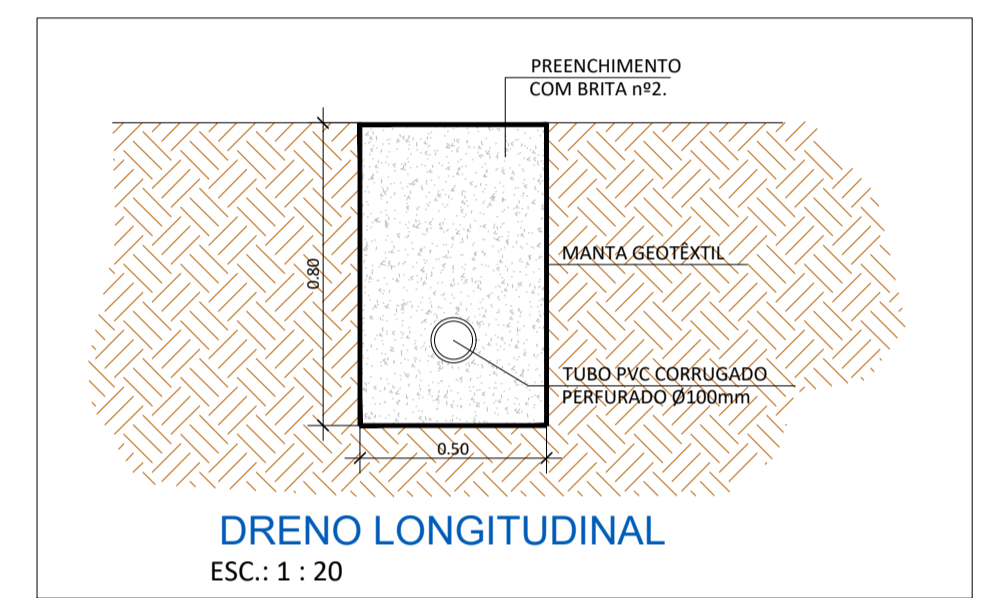 PREENCHIMENTO
COM BRITA nº2.
MANTA GEOTÊXTIL
0.80
TUBO PVC CORRUGADO
PERFURADO Ø100mm
0.50
DRENO LONGITUDINAL
ESC.: 1 : 20